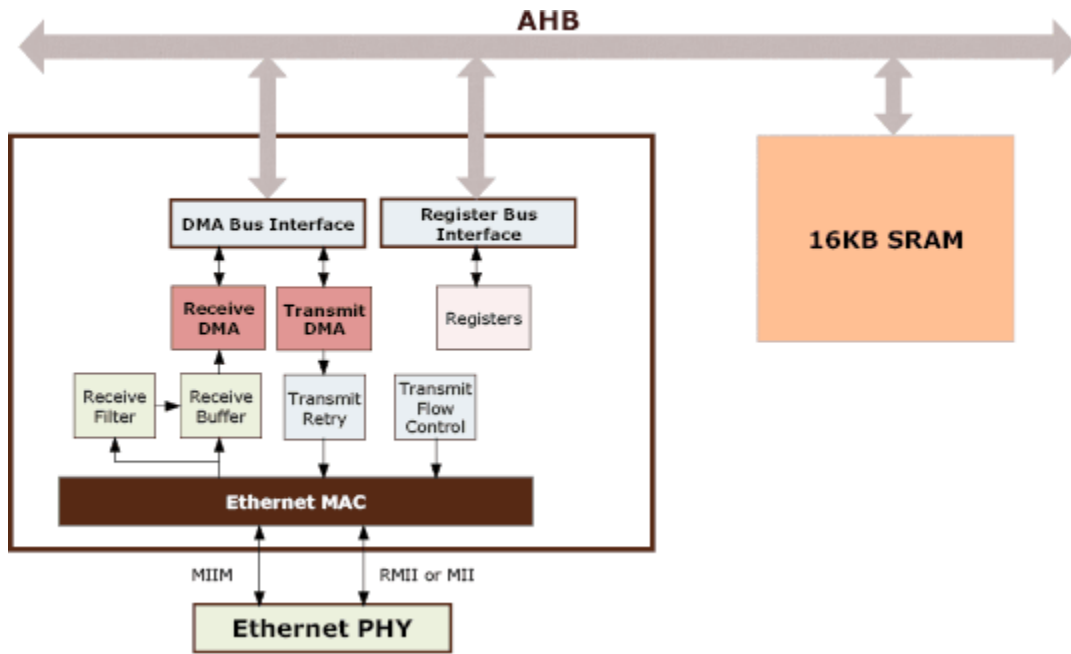 AHB
DMA Bus Interface
Register Bus
Interface
16KB SRAM
Receive
DMA
Transmit
DMA
Registers
Receive
Filter
Receive
Buffer
Transmit
Retry
Transmit
Flow
Control
Ethernet MAC
MIIM
RMII or MII
Ethernet PHY